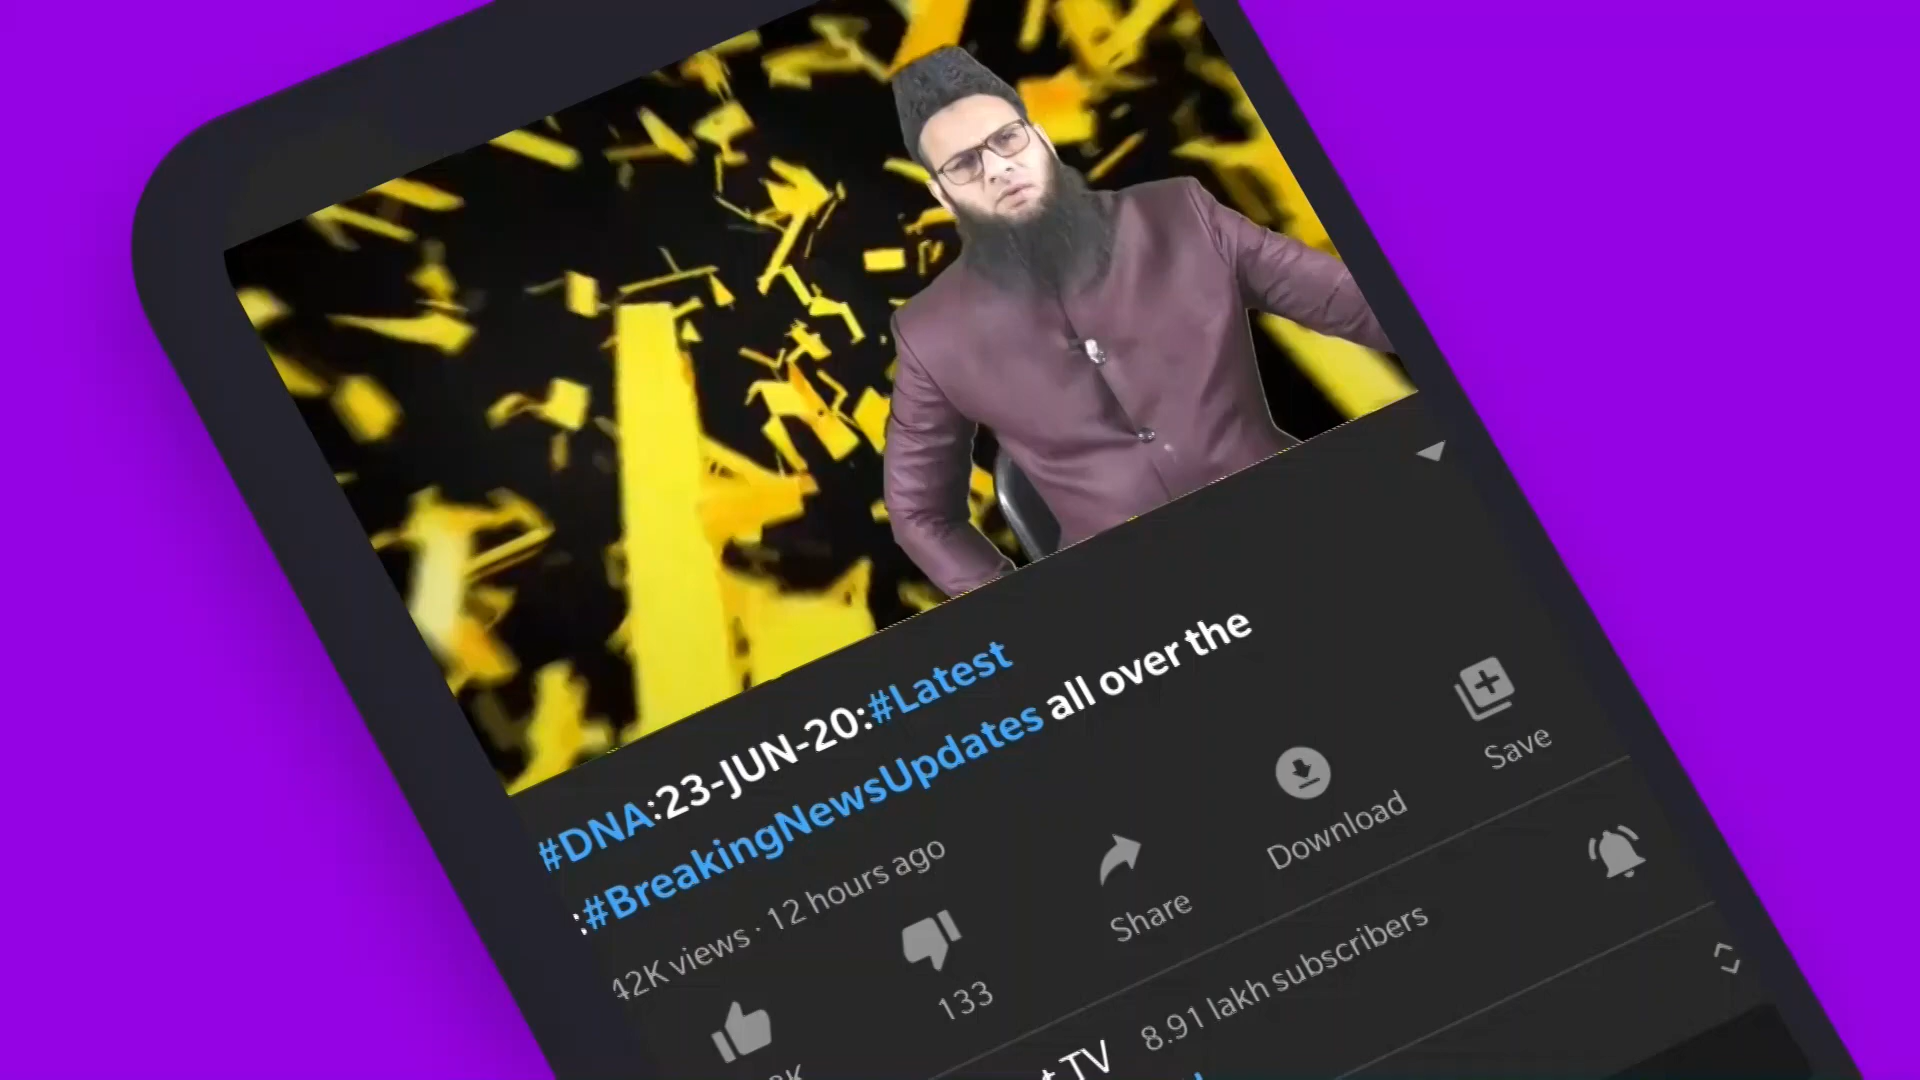 #DNA:23-JUN-20:#Latest
:#BreakingNewsUpdates all over the
42K views · 12 hours ago
133
Share
Download
Save
TV 8.91 lakh subscribers